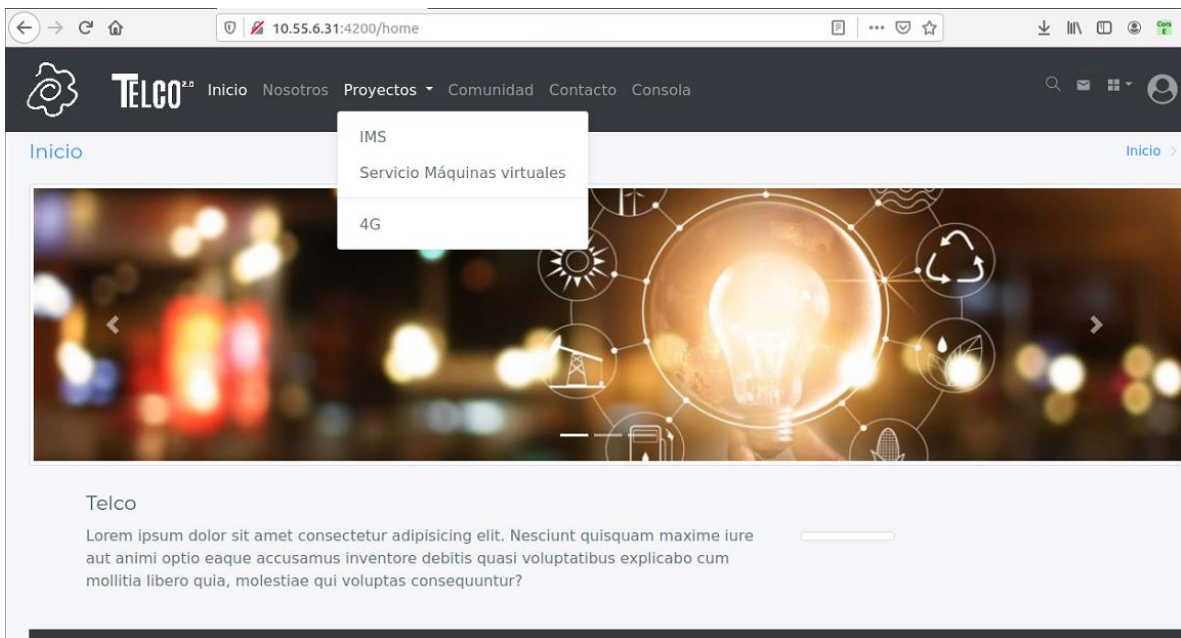 10.55.6.31:4200/home
Cors
E
TELCO 2.0 Inicio Nosotros Proyectos Comunidad Contacto Consola
IMS
Servicio Máquinas virtuales
4G
Inicio
Inicio >
Telco
Lorem ipsum dolor sit amet consectetur adipisicing elit. Nesciunt quisquam maxime iure
aut animi optio eaque accusamus inventore debitis quasi voluptatibus explicabo cum
mollitia libero quia, molestiae qui voluptas consequuntur?